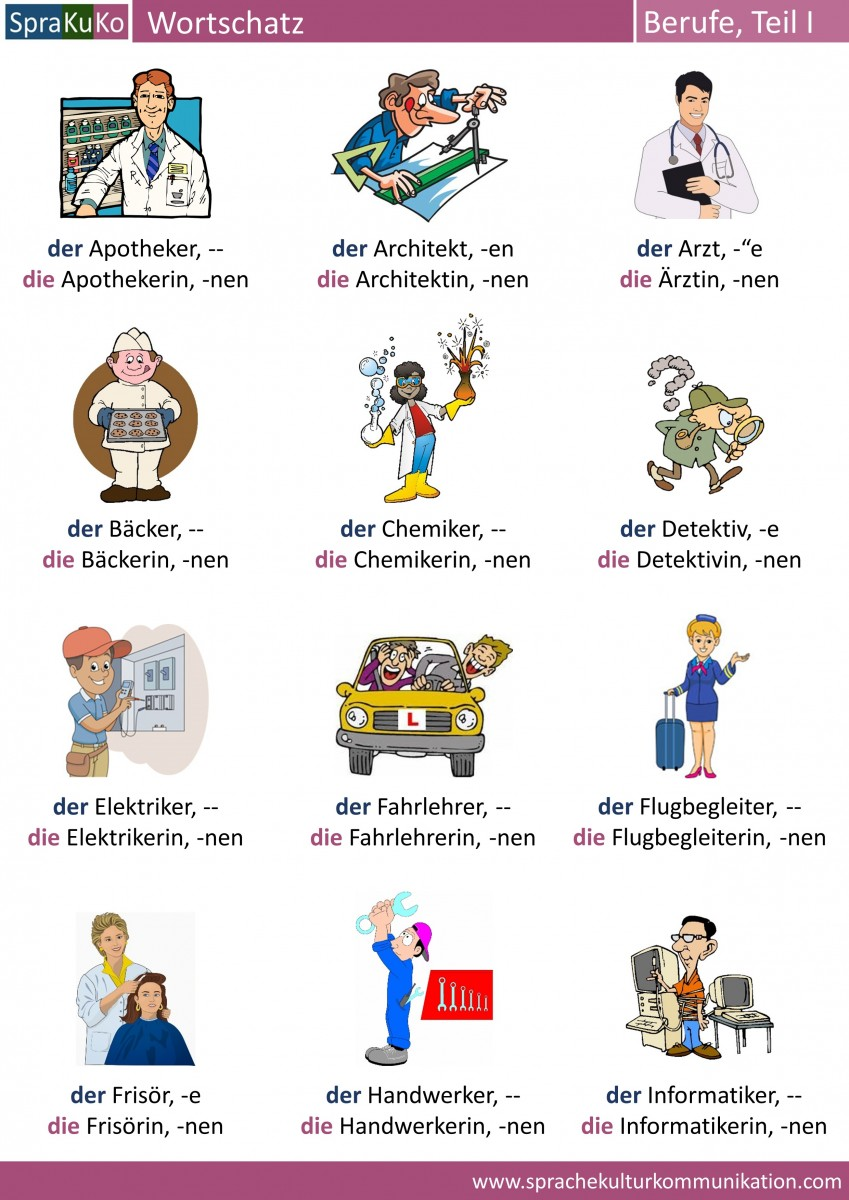 SpraKuKo Wortschatz Berufe, Teil I
der Apotheker, --
die Apothekerin, -nen
der Architekt, -en
die Architektin, -nen
der Arzt, -“e
die Ärztin, -nen
der Bäcker, --
die Bäckerin, -nen
der Chemiker, --
die Chemikerin, -nen
der Detektiv, -e
die Detektivin, -nen
L
der Elektriker, --
die Elektrikerin, -nen
der Fahrlehrer, --
die Fahrlehrerin, -nen
der Flugbegleiter, --
die Flugbegleiterin, -nen
der Frisör, -e
die Frisörin, -nen
der Handwerker, --
die Handwerkerin, -nen
der Informatiker, --
die Informatikerin, -nen
www.sprachekulturkommunikation.com